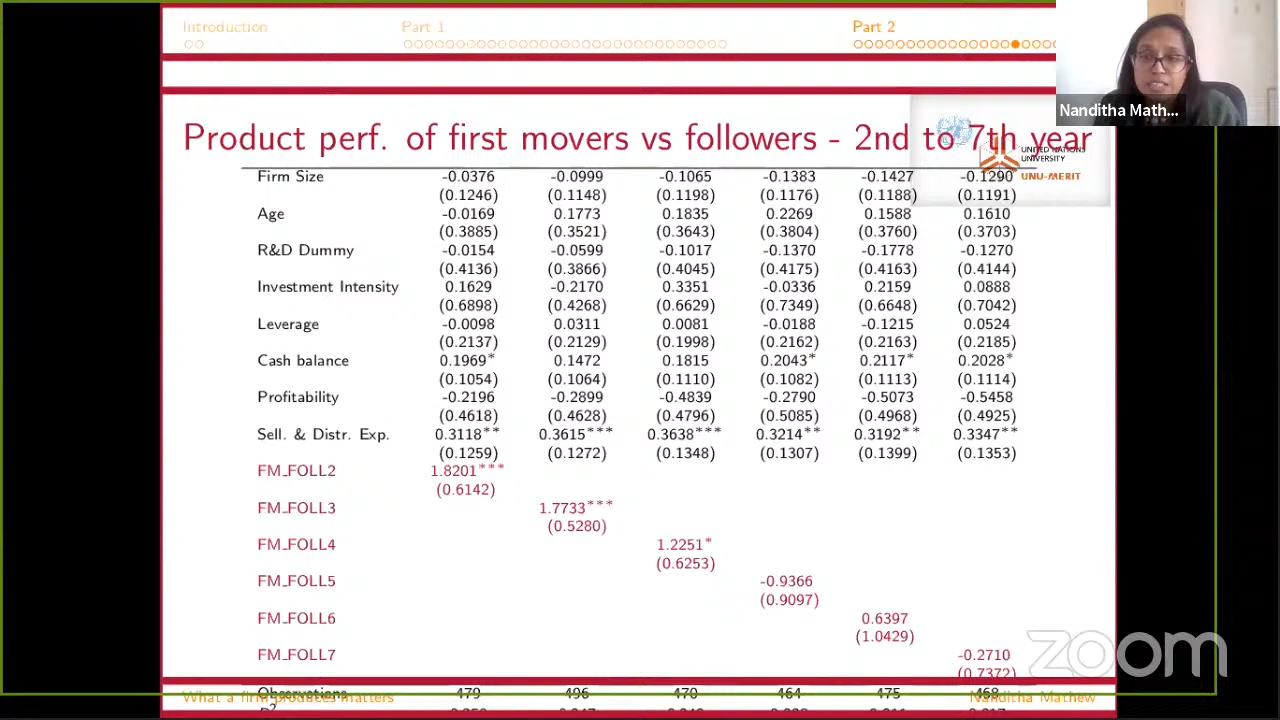 Introduction Part 1 Part 2
Nanditha Math...
Product perf. of first movers vs followers - 2nd to 7th year
UNITED NATIONS
UNIVERSITY
UNU-MERIT
Firm Size -0.0376 -0.0999 -0.1065 -0.1383 -0.1427 -0.1290
(0.1246) (0.1148) (0.1198) (0.1176) (0.1188) (0.1191)
Age -0.0169 0.1773 0.1835 0.2269 0.1588 0.1610
(0.3885) (0.3521) (0.3643) (0.3804) (0.3760) (0.3703)
R&D Dummy -0.0154 -0.0599 -0.1017 -0.1370 -0.1778 -0.1270
(0.4136) (0.3866) (0.4045) (0.4175) (0.4163) (0.4144)
Investment Intensity 0.1629 -0.2170 0.3351 -0.0336 0.2159 0.0888
(0.6898) (0.4268) (0.6629) (0.7349) (0.6648) (0.7042)
Leverage -0.0098 0.0311 0.0081 -0.0188 -0.1215 0.0524
(0.2137) (0.2129) (0.1998) (0.2162) (0.2163) (0.2185)
Cash balance 0.1969* 0.1472 0.1815 0.2043* 0.2117* 0.2028*
(0.1054) (0.1064) (0.1110) (0.1082) (0.1113) (0.1114)
Profitability -0.2196 -0.2899 -0.4839 -0.2790 -0.5073 -0.5458
(0.4618) (0.4628) (0.4796) (0.5085) (0.4968) (0.4925)
Sell. & Distr. Exp. 0.3118** 0.3615*** 0.3638*** 0.3214** 0.3192** 0.3347**
(0.1259) (0.1272) (0.1348) (0.1307) (0.1399) (0.1353)
FM_FOLL2 1.8201***
(0.6142)
FM_FOLL3 1.7733***
(0.5280)
FM_FOLL4 1.2251*
(0.6253)
FM_FOLL5 -0.9366
(0.9097)
FM_FOLL6 0.6397
(1.0429)
FM_FOLL7 -0.2710
(0.7372)
zoom
Observations 479 496 470 464 475 468
What a firm produces matters Nanditha Mathew